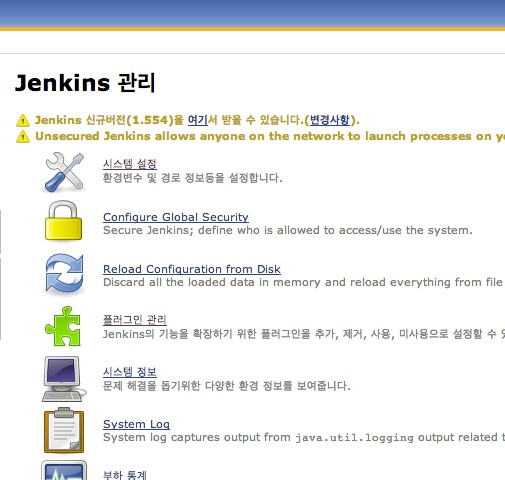 Jenkins 관리
Jenkins 신규버전(1.554)을 여기서 받을 수 있습니다.(변경사항).
Unsecured Jenkins allows anyone on the network to launch processes on
시스템 설정
환경변수 및 경로 정보등을 설정합니다.
Configure Global Security
Secure Jenkins; define who is allowed to access/use the system.
Reload Configuration from Disk
Discard all the loaded data in memory and reload everything from file
플러그인 관리
Jenkins의 기능을 확장하기 위한 플러그인을 추가, 제거, 사용, 미사용으로 설정할 수
시스템 정보
문제 해결을 돕기위한 다양한 환경 정보를 보여줍니다.
System Log
System log captures output from java.util.logging output related
부하 통계